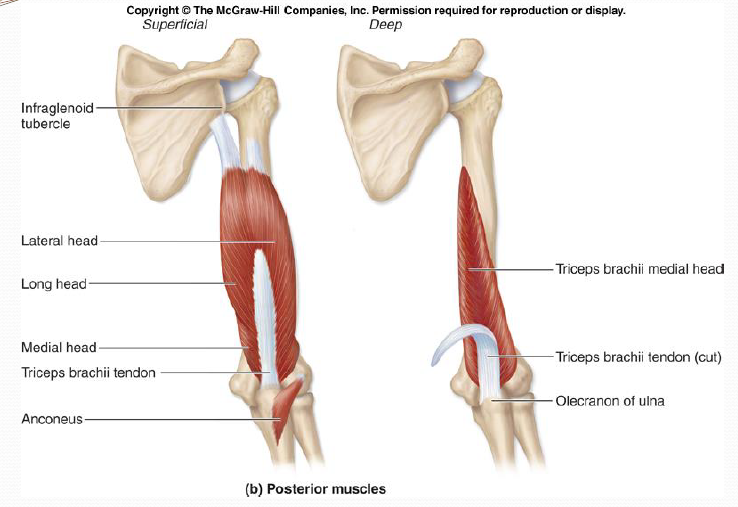 Copyright © The McGraw-Hill Companies, Inc. Permission required for reproduction or display.
Superficial
Deep
Infraglenoid
tubercle
Lateral head
Long head
Medial head
Triceps brachii tendon
Anconeus
Triceps brachii medial head
Triceps brachii tendon (cut)
Olecranon of ulna
(b) Posterior muscles